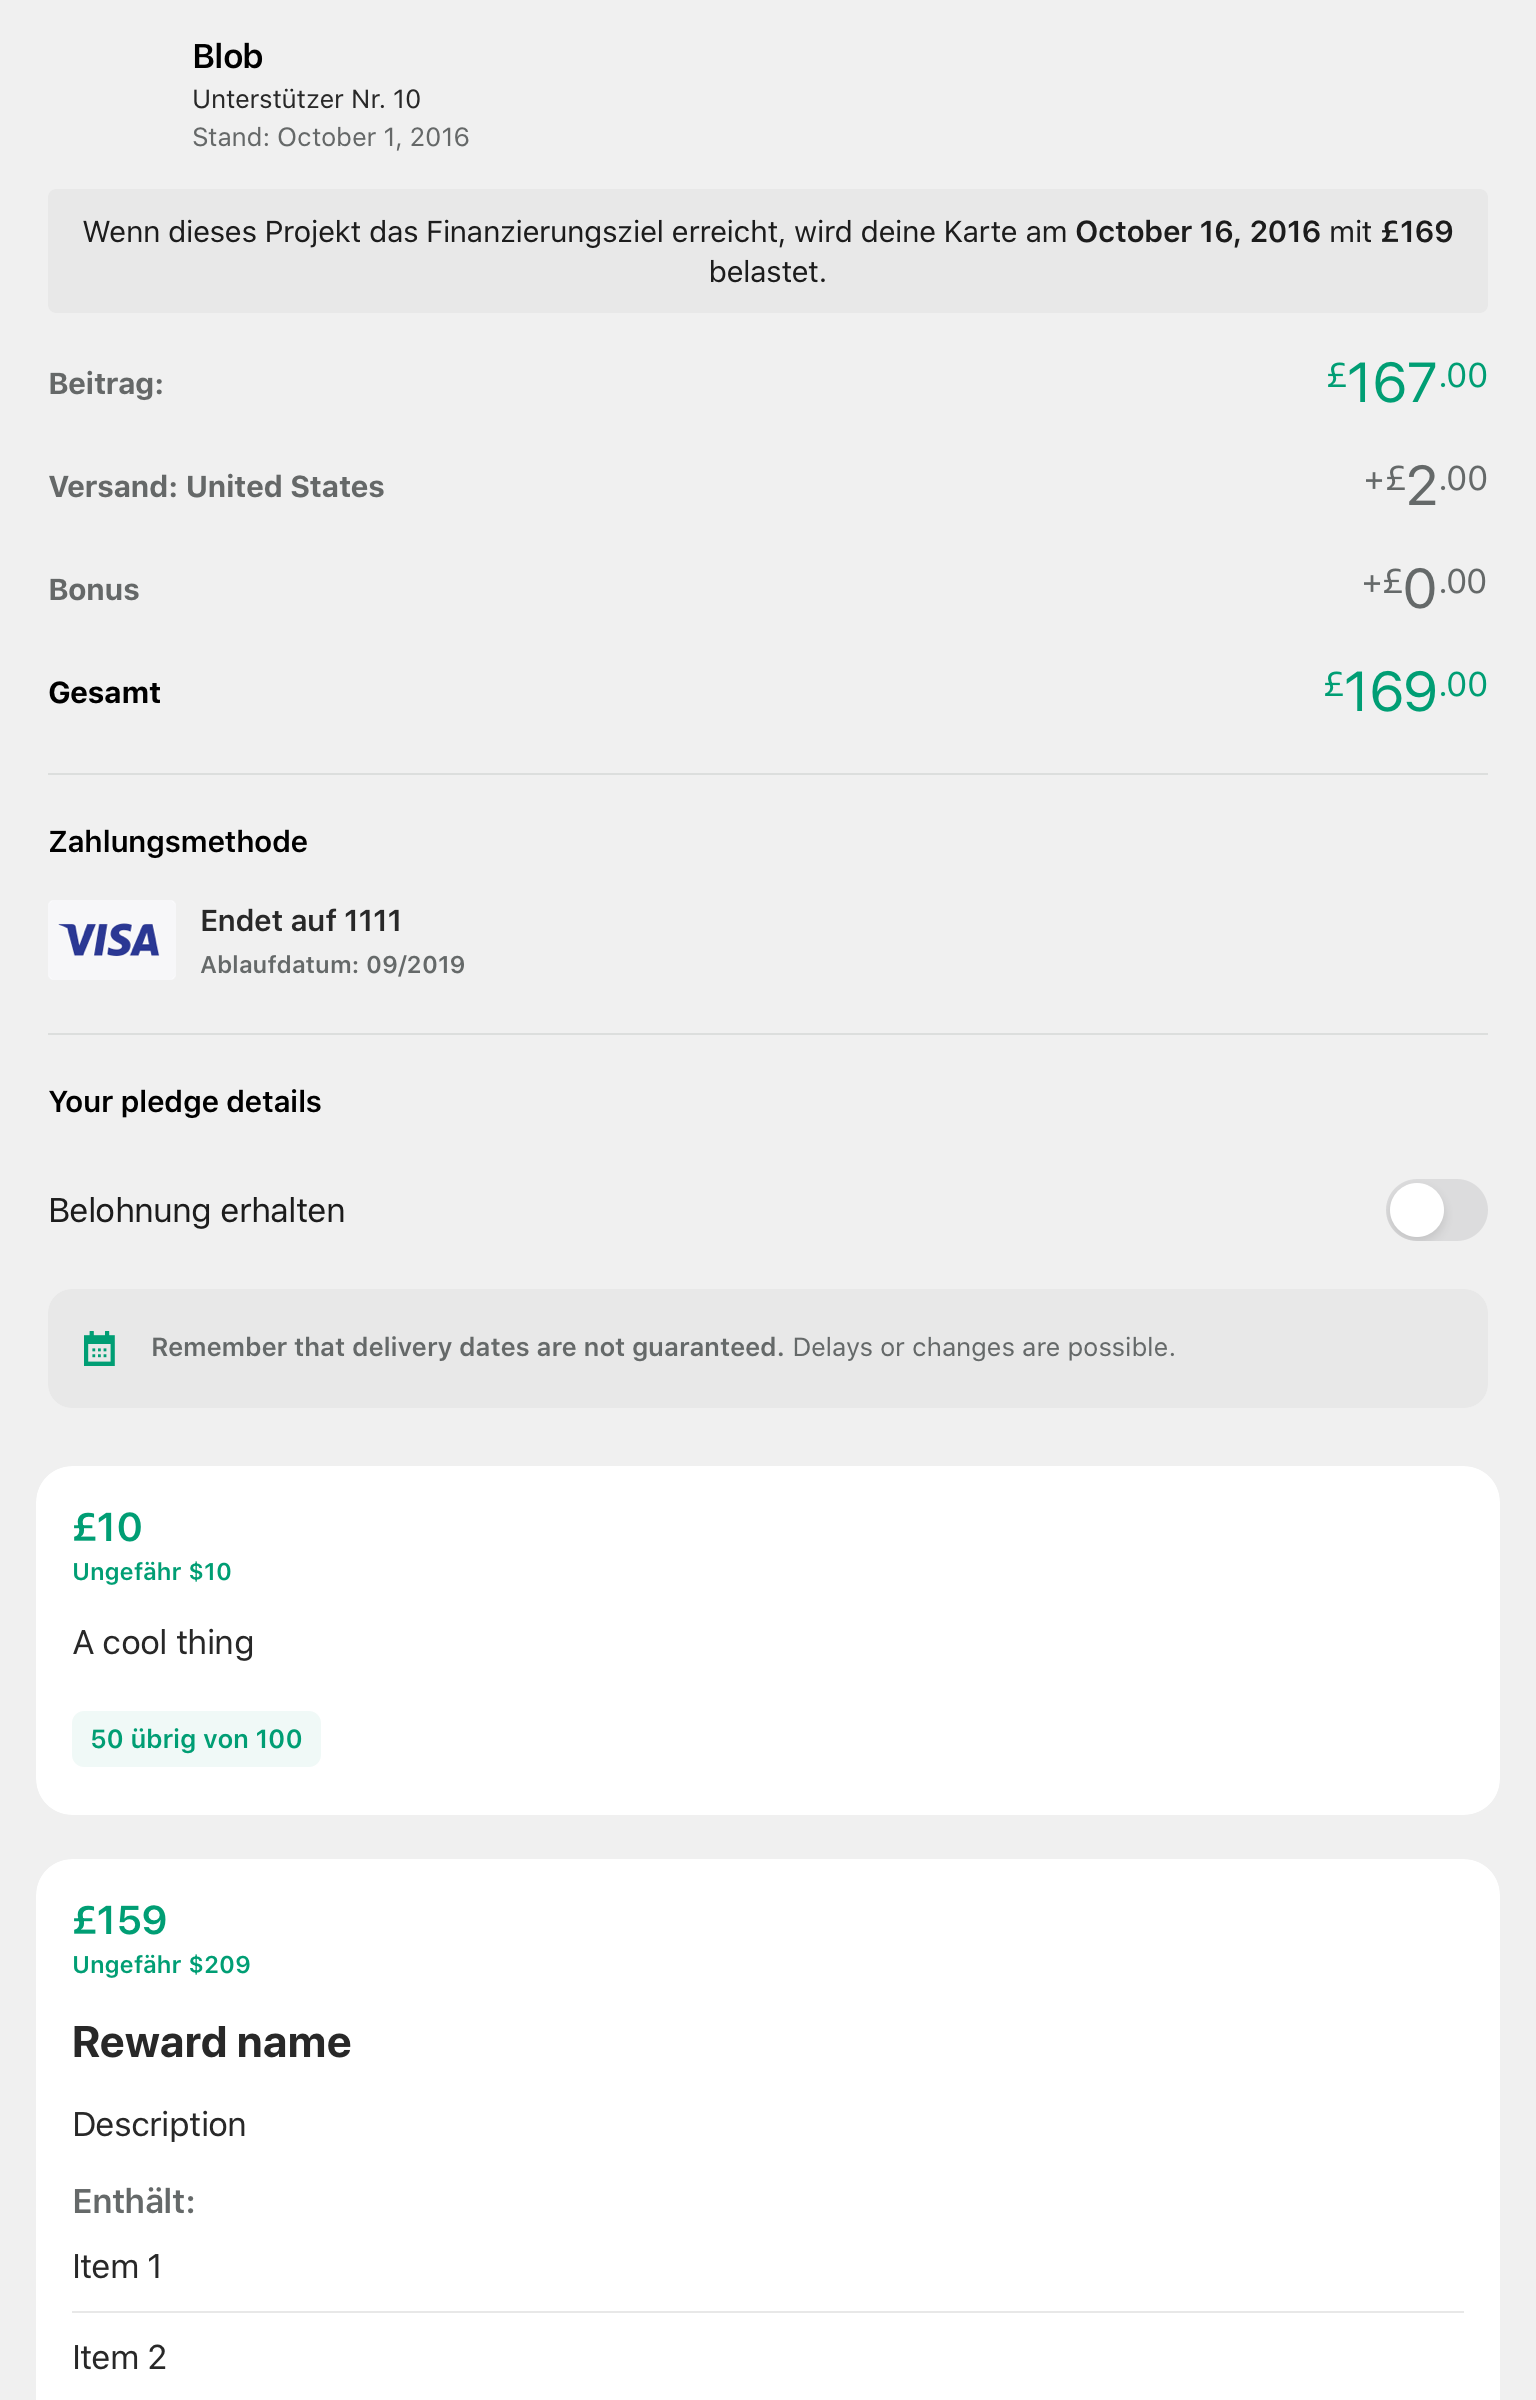 Blob
Unterstützer Nr. 10
Stand: October 1, 2016
Wenn dieses Projekt das Finanzierungsziel erreicht, wird deine Karte am October 16, 2016 mit £169
belastet.
Beitrag: £167.00
Versand: United States +£2.00
Bonus +£0.00
Gesamt £169.00
Zahlungsmethode
VISA
Endet auf 1111
Ablaufdatum: 09/2019
Your pledge details
Belohnung erhalten
Remember that delivery dates are not guaranteed. Delays or changes are possible.
£10
Ungefähr $10
A cool thing
50 übrig von 100
£159
Ungefähr $209
Reward name
Description
Enthält:
Item 1
Item 2